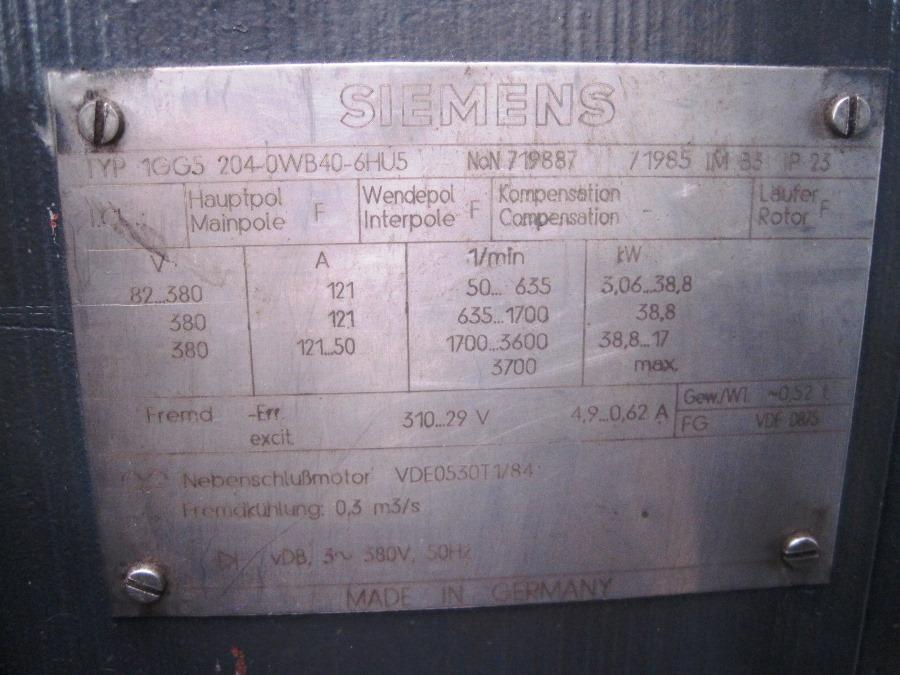 SIEMENS
TYP 1GG5 204-0WB40-6HU5 No N 719887 / 1985 IM B3 IP 23
Hauptpol Mainpole F Wendepol Interpole F Kompensation Compensation Läufer Rotor F
V A 1/min kW
82...380 121 50... 635 3,06...38,8
380 121 635...1700 38,8
380 121...50 1700...3600 38,8...17
3700 max.
Gew./Wt. ~0,52 t
Fremd -Err. excit. 310...29 V 4,9...0,62 A
FG VDE 0875
Nebenschlußmotor VDE0530T1/84
Fremdkühlung: 0,3 m3/s
vDB, 3~ 380V, 50Hz
MADE IN GERMANY